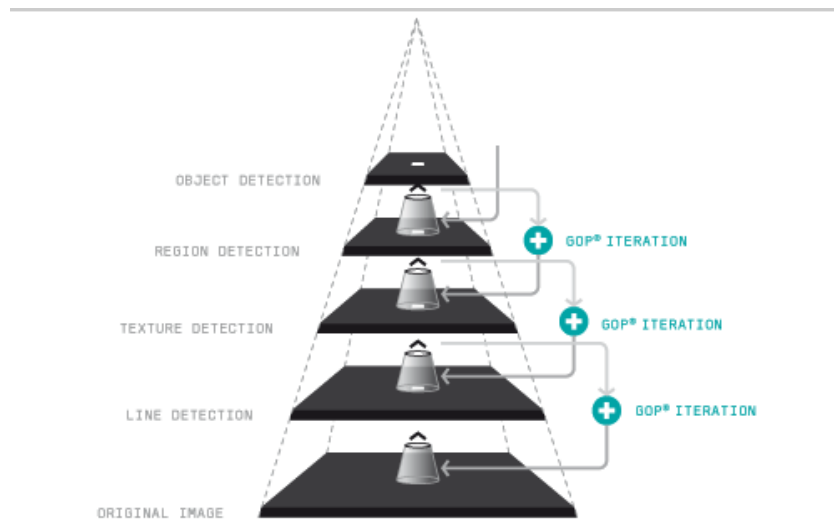 OBJECT DETECTION
REGION DETECTION
GOP® ITERATION
TEXTURE DETECTION
GOP® ITERATION
LINE DETECTION
GOP® ITERATION
ORIGINAL IMAGE